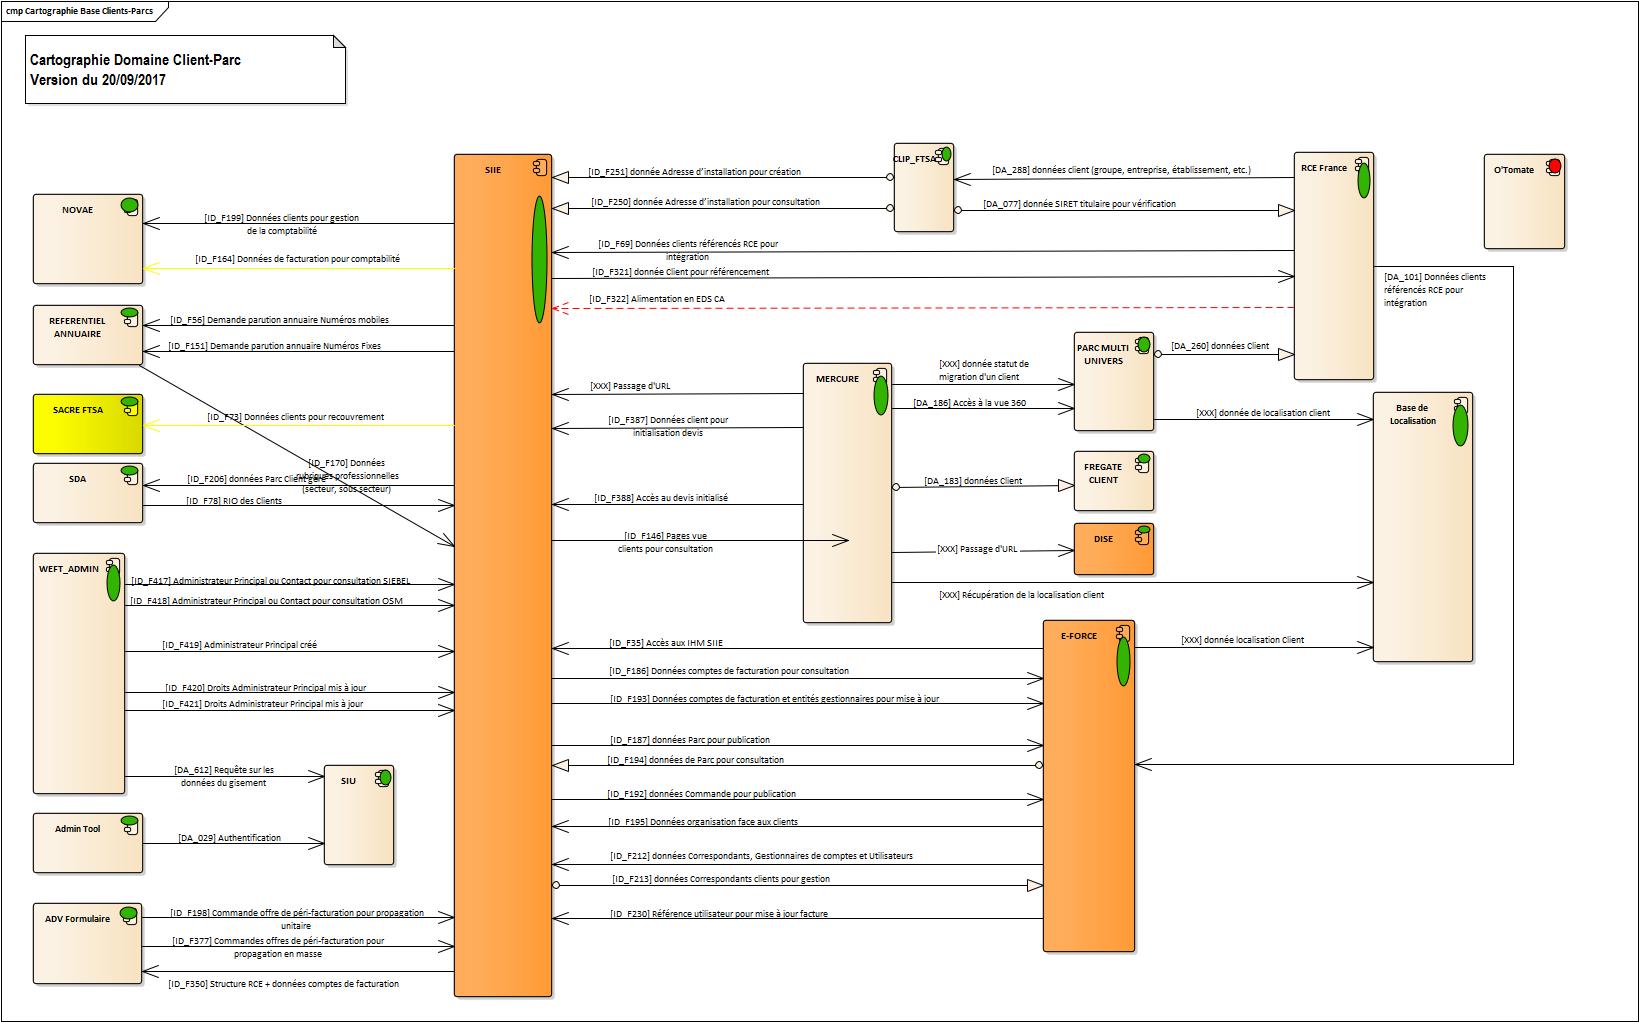 cmp Cartographie Base Clients-Parcs
Cartographie Domaine Client-Parc
Version du 20/09/2017
NOVAE
REFERENTIEL
ANNUAIRE
SACRE FTSA
SDA
WEFT_ADMIN
Admin Tool
ADV Formulaire
SIU
[ID_F199] Données clients pour gestion
de la comptabilité
[ID_F164] Données de facturation pour comptabilité
[ID_F56] Demande parution annuaire Numéros mobiles
[ID_F151] Demande parution annuaire Numéros Fixes
[ID_F73] Données clients pour recouvrement
[ID_F170] Données
rubriques professionnelles
(secteur, sous secteur)
[ID_F206] données Parc Client géré
[ID_F78] RIO des Clients
[ID_F417] Administrateur Principal ou Contact pour consultation SIEBEL
[ID_F418] Administrateur Principal ou Contact pour consultation OSM
[ID_F419] Administrateur Principal créé
[ID_F420] Droits Administrateur Principal mis à jour
[ID_F421] Droits Administrateur Principal mis à jour
[DA_612] Requête sur les
données du gisement
[DA_029] Authentification
[ID_F198] Commande offre de péri-facturation pour propagation
unitaire
[ID_F377] Commandes offres de péri-facturation pour
propagation en masse
[ID_F350] Structure RCE + données comptes de facturation
SIIE
[ID_F251] donnée Adresse d'installation pour création
[ID_F250] donnée Adresse d'installation pour consultation
CLIP_FTSA
[DA_288] données client (groupe, entreprise, établissement, etc.)
[DA_077] donnée SIRET titulaire pour vérification
RCE France
O'Tomate
[ID_F69] Données clients référencés RCE pour
intégration
[ID_F321] donnée Client pour référencement
[ID_F322] Alimentation en EDS CA
[DA_101] Données clients
référencés RCE pour
intégration
MERCURE
[XXX] Passage d'URL
[ID_F387] Données client pour
initialisation devis
[ID_F388] Accès au devis initialisé
[ID_F146] Pages vue
clients pour consultation
[XXX] donnée statut de
migration d'un client
[DA_186] Accès à la vue 360
PARC MULTI
UNIVERS
[DA_260] données Client
[XXX] donnée de localisation client
Base de
Localisation
[DA_183] données Client
FREGATE
CLIENT
[XXX] Passage d'URL
DISE
[XXX] Récupération de la localisation client
E-FORCE
[XXX] donnée localisation Client
[ID_F35] Accès aux IHM SIIE
[ID_F186] Données comptes de facturation pour consultation
[ID_F193] Données comptes de facturation et entités gestionnaires pour mise à jour
[ID_F187] données Parc pour publication
[ID_F194] données de Parc pour consultation
[ID_F192] données Commande pour publication
[ID_F195] Données organisation face aux clients
[ID_F212] données Correspondants, Gestionnaires de comptes et Utilisateurs
[ID_F213] données Correspondants clients pour gestion
[ID_F230] Référence utilisateur pour mise à jour facture